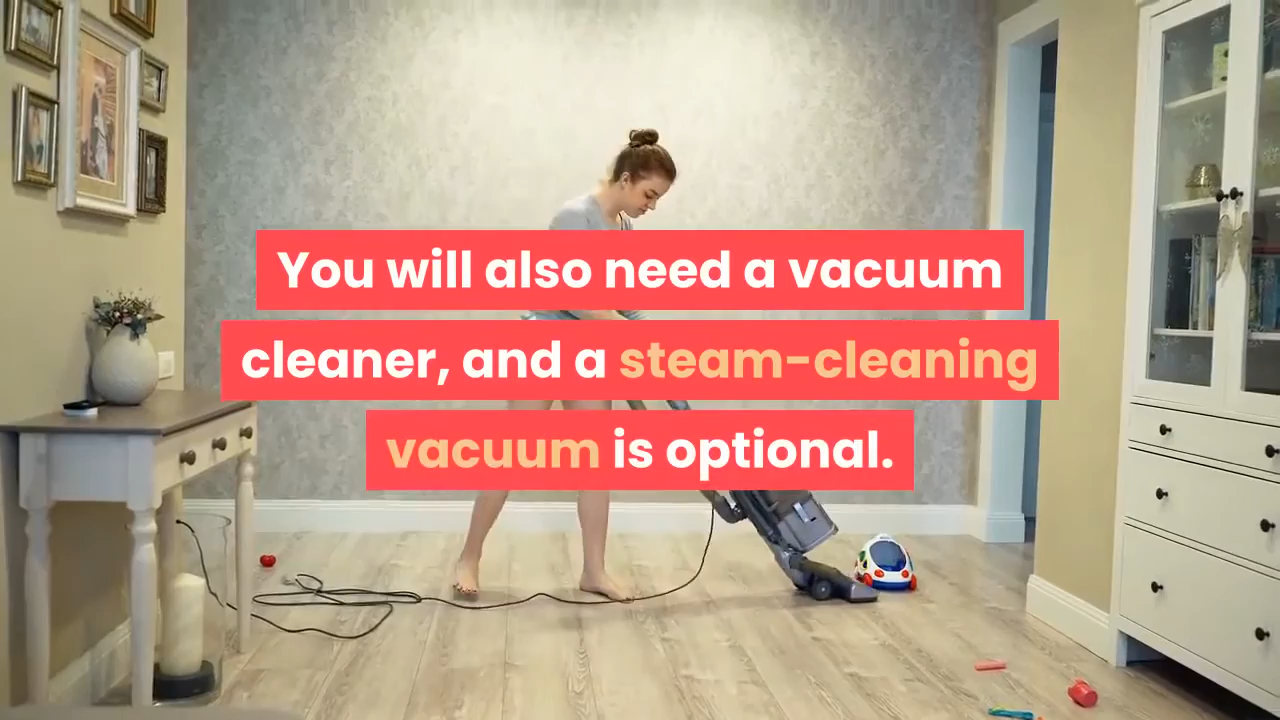 You will also need a vacuum
cleaner, and a steam-cleaning
vacuum is optional.